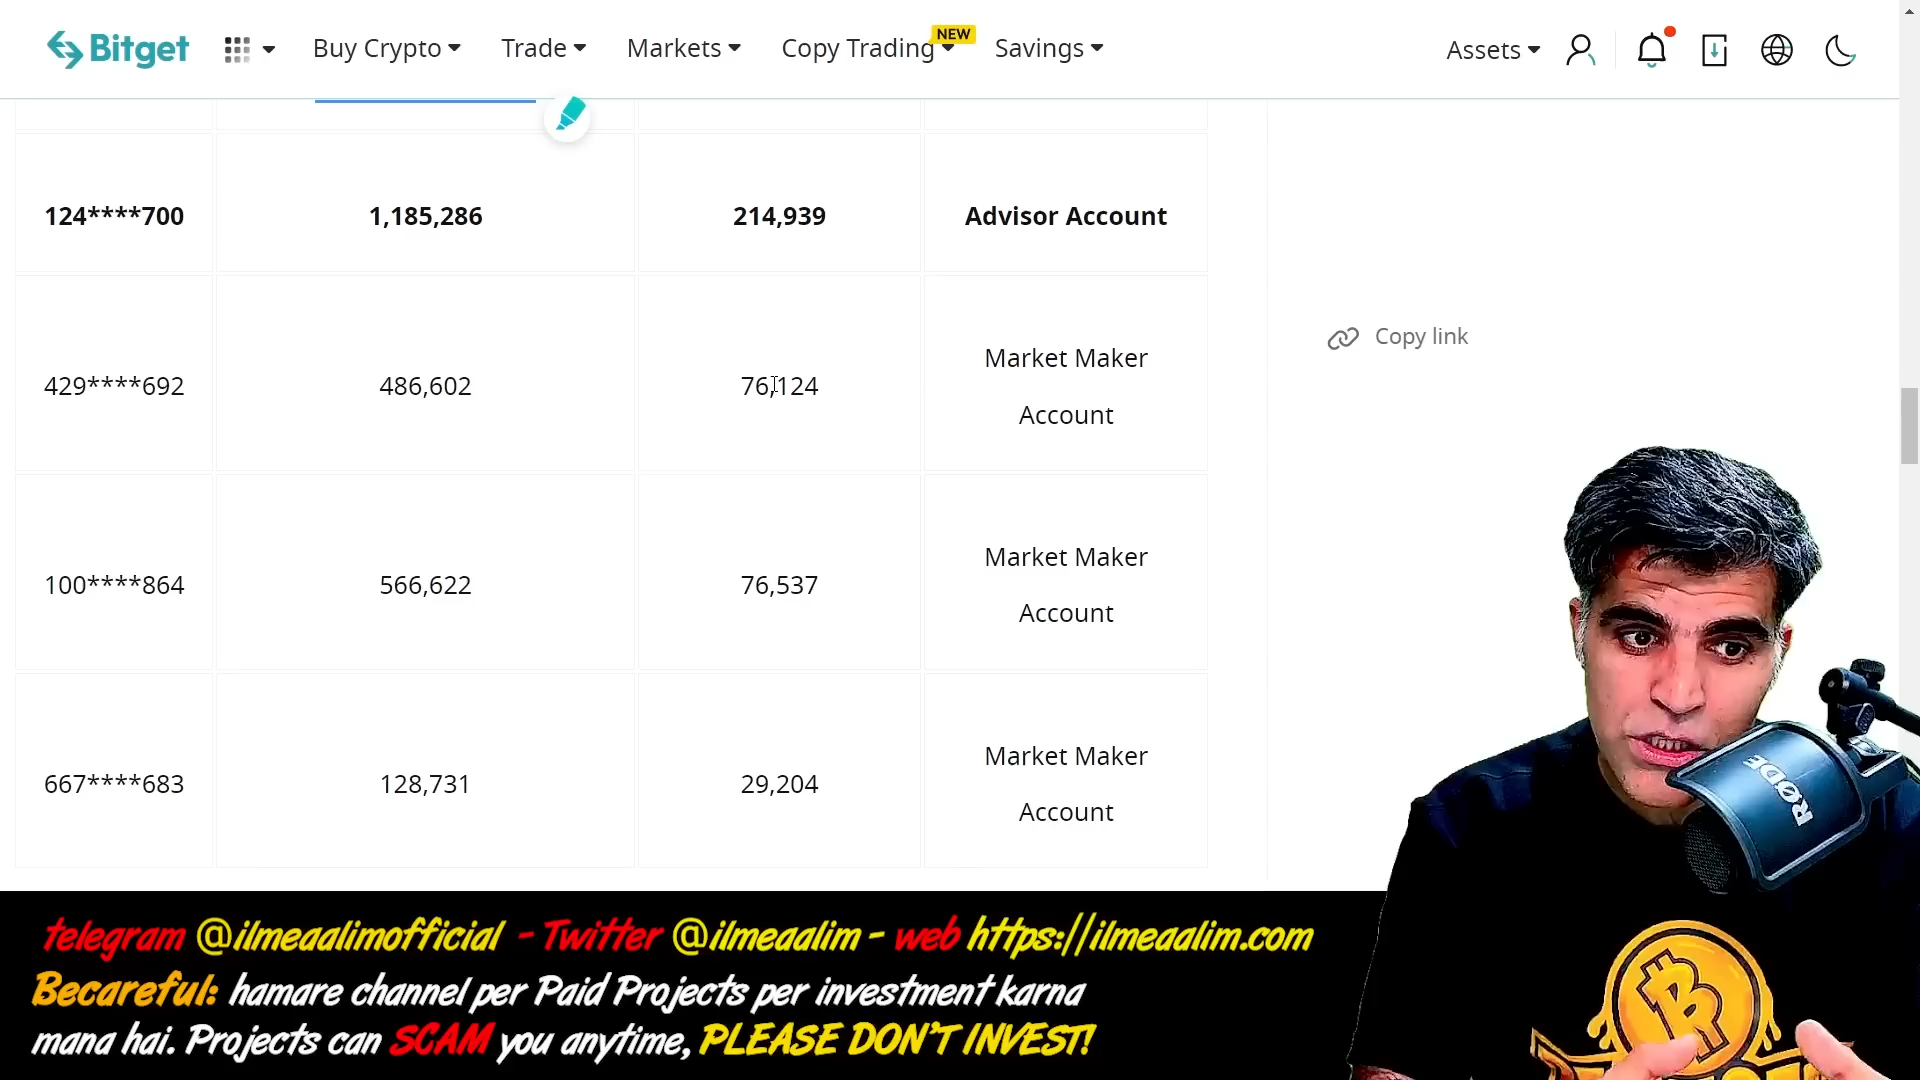 Bitget
Buy Crypto
Trade
Markets
Copy Trading
NEW
Savings
Assets
124****700 1,185,286 214,939 Advisor Account
429****692 486,602 76,124 Market Maker Account
100****864 566,622 76,537 Market Maker Account
667****683 128,731 29,204 Market Maker Account
Copy link
RØDE
telegram @ilmeaalimofficial - Twitter @ilmeaalim - web https://ilmeaalim.com
Becareful: hamare channel per Paid Projects per investment karna
mana hai. Projects can SCAM you anytime, PLEASE DON'T INVEST!